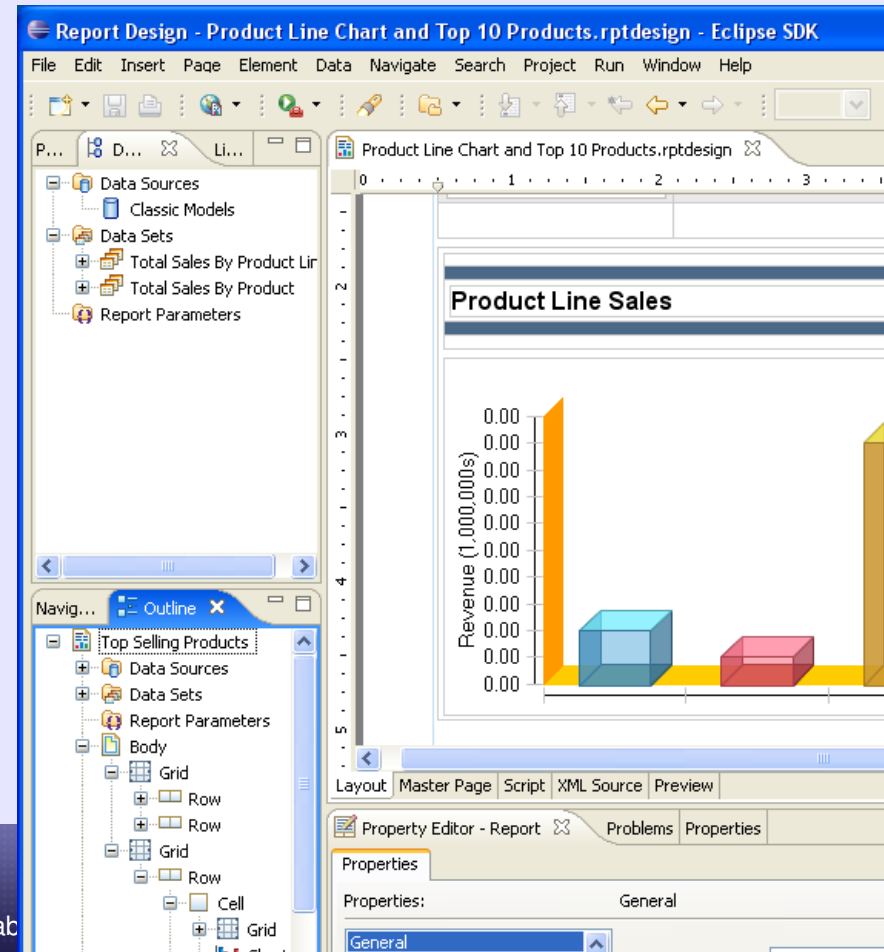 Report Design - Product Line Chart and Top 10 Products.rptdesign - Eclipse SDK
File Edit Insert Page Element Data Navigate Search Project Run Window Help
P... D... Li...
Data Sources
Classic Models
Data Sets
Total Sales By Product Lin
Total Sales By Product
Report Parameters
Product Line Chart and Top 10 Products.rptdesign
0 1 2 3
2
3
4
5
Product Line Sales
Revenue (1,000,000s)
0.00
0.00
0.00
0.00
0.00
0.00
0.00
0.00
0.00
0.00
0.00
Layout Master Page Script XML Source Preview
Navig... Outline
Top Selling Products
Data Sources
Data Sets
Report Parameters
Body
Grid
Row
Row
Grid
Row
Cell
Grid
Property Editor - Report Problems Properties
Properties
Properties: General
General